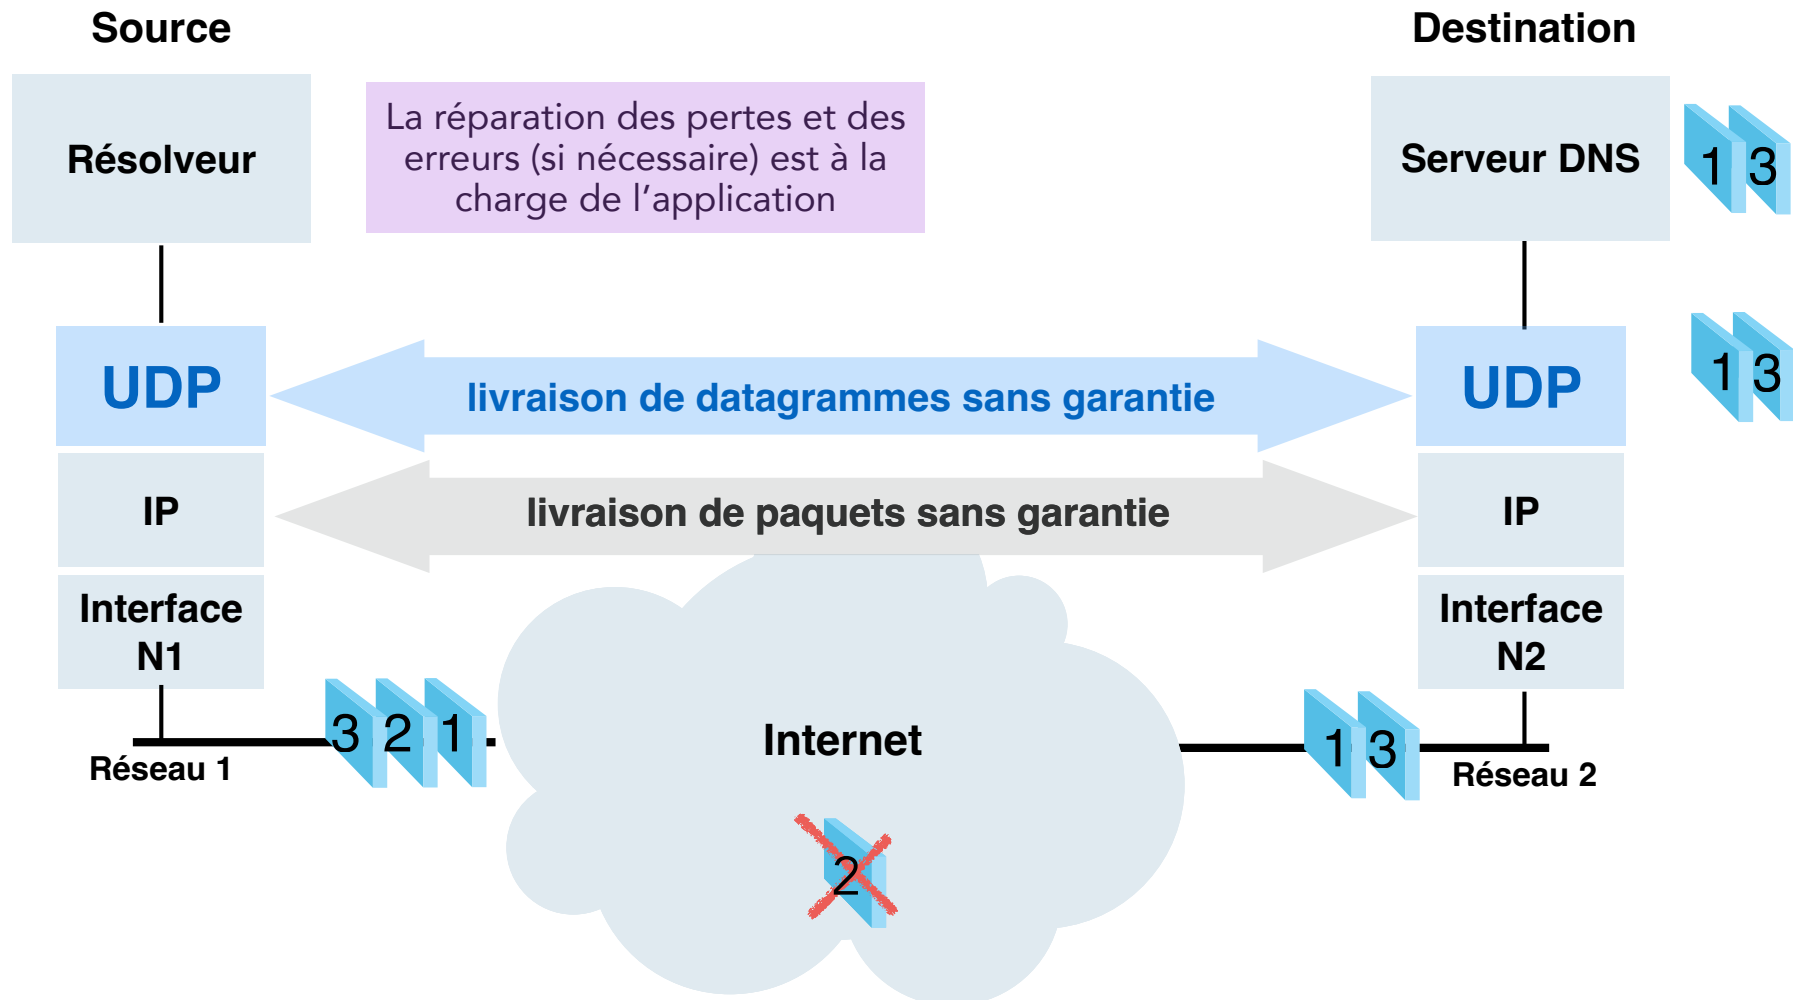 Source
Destination
Résolveur
La réparation des pertes et des
erreurs (si nécessaire) est à la
charge de l’application
Serveur DNS
1 3
UDP
livraison de datagrammes sans garantie
UDP
1 3
IP
livraison de paquets sans garantie
IP
Interface
N1
Interface
N2
3 2 1
Internet
1 3
Réseau 1
Réseau 2
2